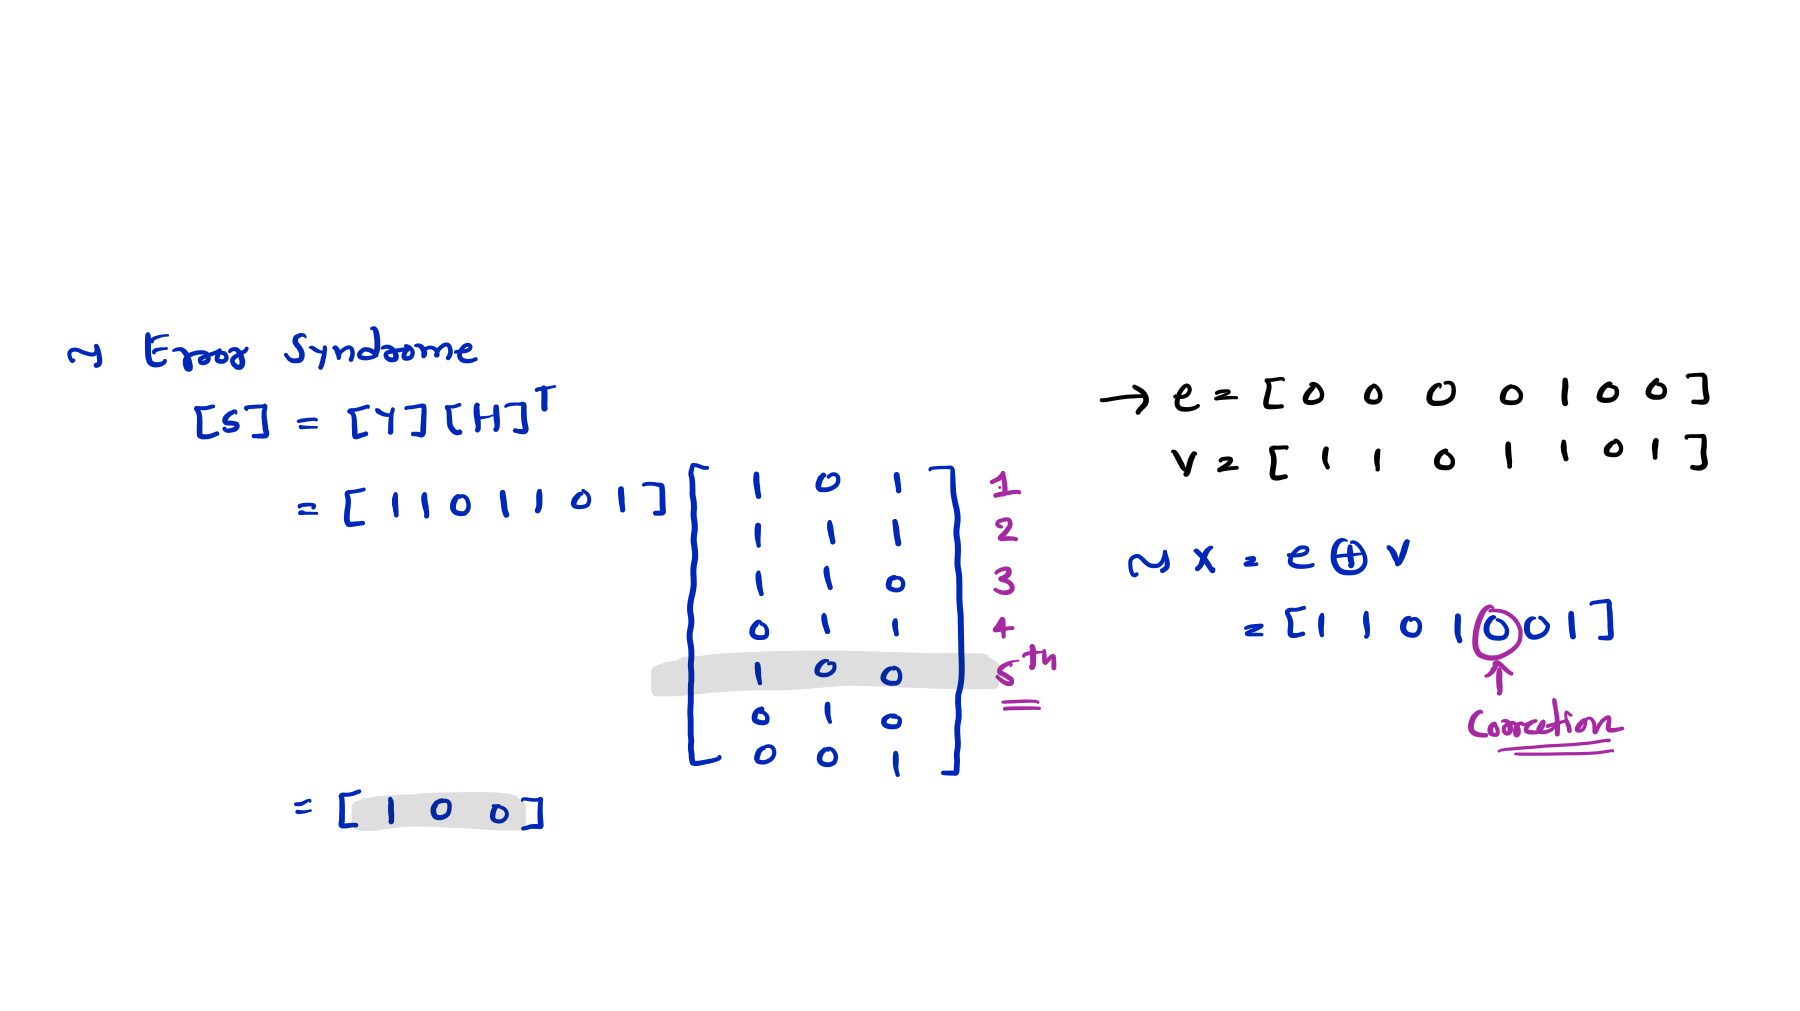 ~ Error Syndrome
[S] = [Y][H]ᵀ
= [1 1 0 1 1 0 1] [1 0 1 1
1 1 1 2
1 1 0 3
0 1 1 4
1 0 0 5th
0 1 0
0 0 1]
= [1 0 0]
→ e = [0 0 0 0 1 0 0]
v = [1 1 0 1 1 0 1]
~ x = e ⊕ v
= [1 1 0 1 0 0 1]
↑
Correction